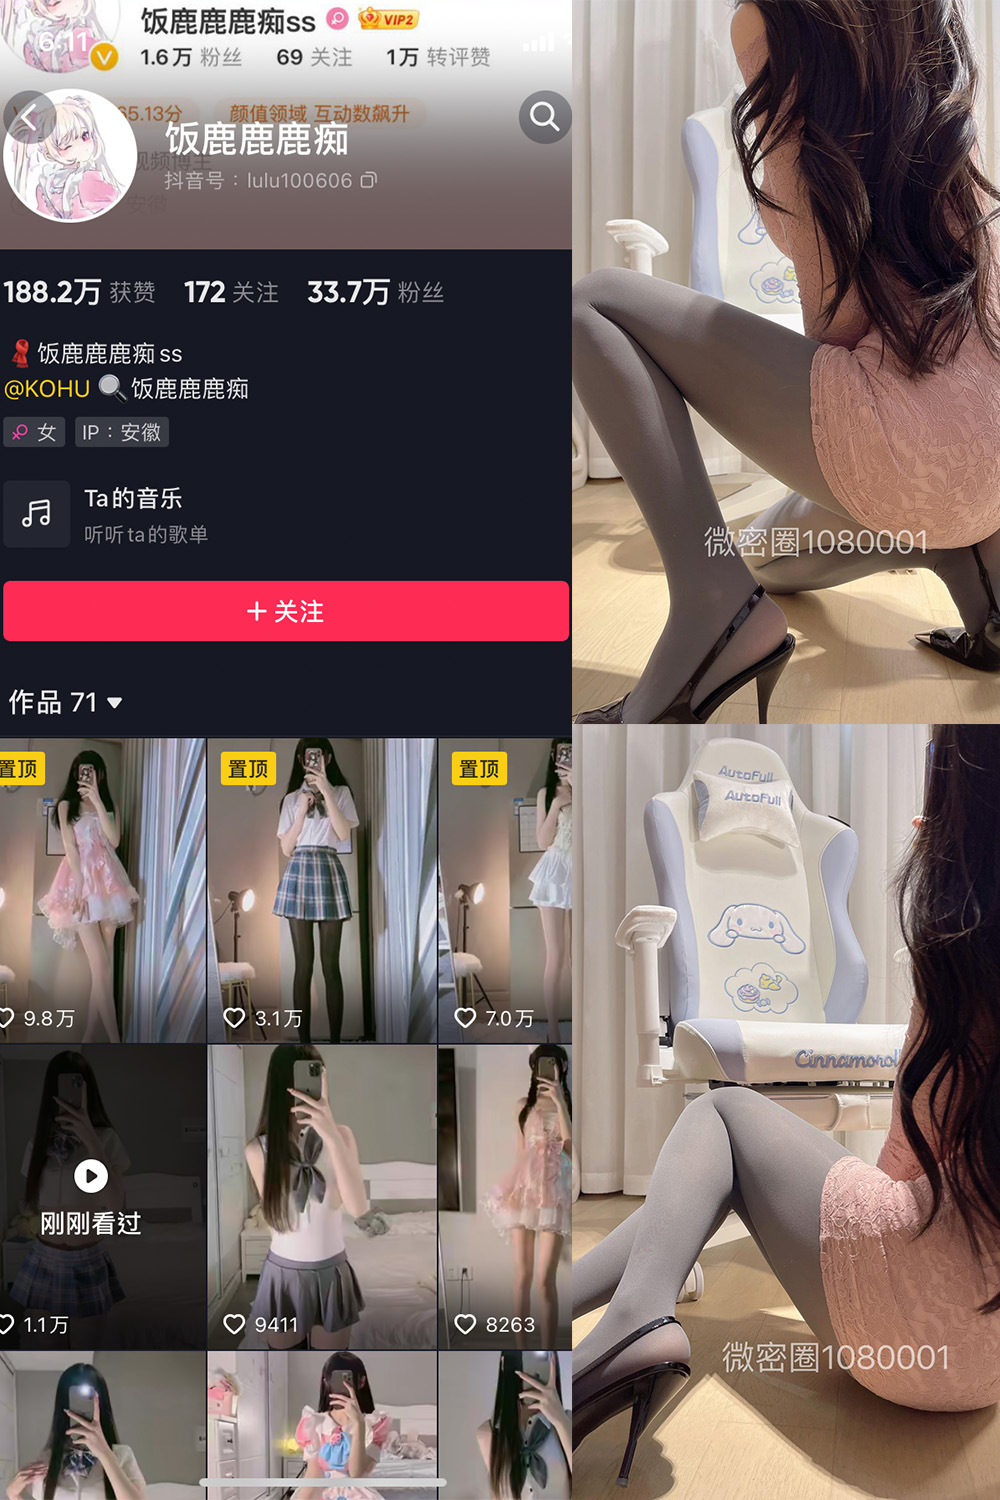 饭鹿鹿鹿痴ss VIP2
6:11
1.6万 粉丝 69 关注 1万 转评赞
65.13分 颜值领域 互动数飙升
饭鹿鹿鹿痴
视频博主
抖音号：lulu100606
安徽
188.2万 获赞 172 关注 33.7万 粉丝
饭鹿鹿鹿痴ss
@KOHU 饭鹿鹿鹿痴
女 IP：安徽
Ta的音乐
听听ta的歌单
+ 关注
作品 71
置顶 置顶 置顶
9.8万 3.1万 7.0万
刚刚看过
1.1万 9411 8263
微密圈1080001
AutoFull
AutoFull
Cinnamoroll
微密圈1080001